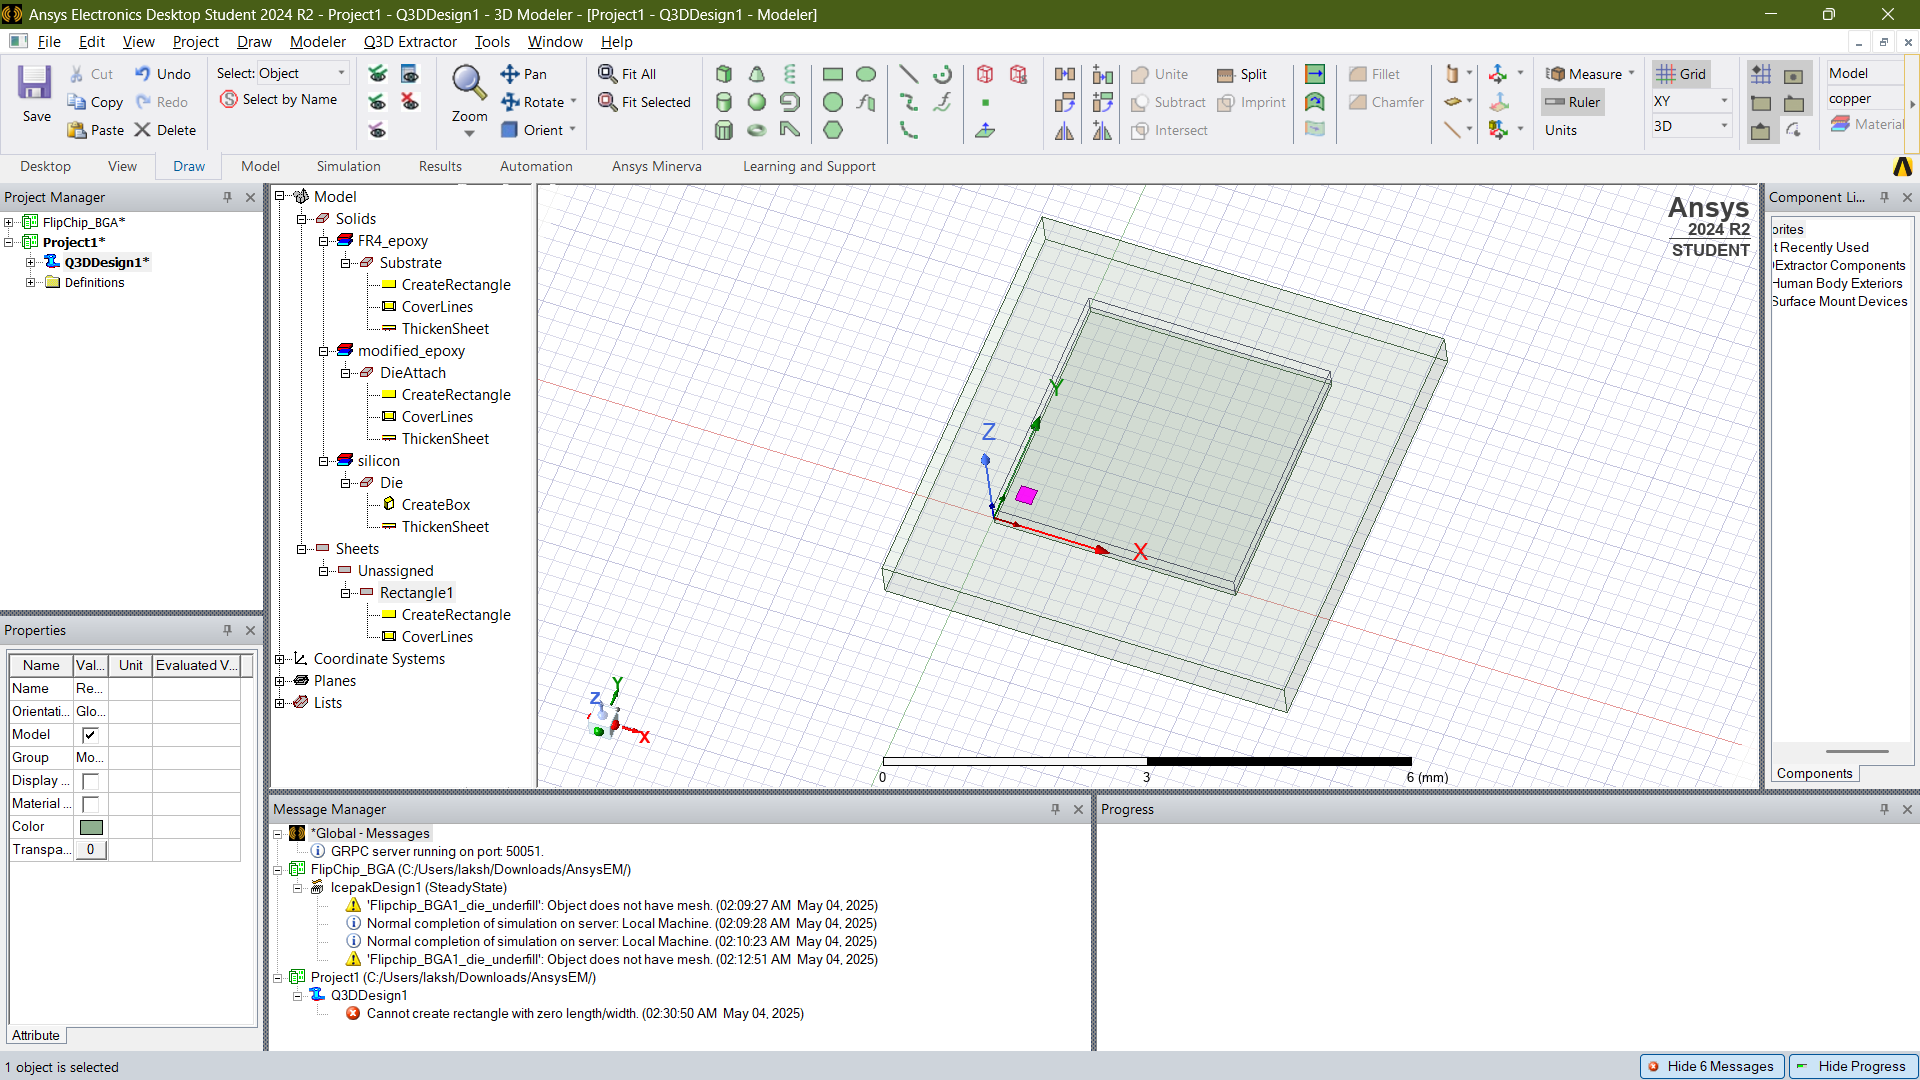 Ansys Electronics Desktop Student 2024 R2 - Project1 - Q3DDesign1 - 3D Modeler - [Project1 - Q3DDesign1 - Modeler]
File Edit View Project Draw Modeler Q3D Extractor Tools Window Help
Save
Cut
Copy
Paste
Undo
Redo
Delete
Select: Object
Select by Name
Zoom
Pan
Rotate
Orient
Fit All
Fit Selected
Unite
Subtract
Intersect
Split
Imprint
Fillet
Chamfer
Measure
Ruler
Units
Grid
XY
3D
Model
copper
Material
Desktop View Draw Model Simulation Results Automation Ansys Minerva Learning and Support
Project Manager
FlipChip_BGA*
Project1*
Q3DDesign1*
Definitions
Properties
Name Val... Unit Evaluated V...
Name Re...
Orientati... Glo...
Model
Group Mo...
Display ...
Material ...
Color
Transpa... 0
Attribute
Model
Solids
FR4_epoxy
Substrate
CreateRectangle
CoverLines
ThickenSheet
modified_epoxy
DieAttach
CreateRectangle
CoverLines
ThickenSheet
silicon
Die
CreateBox
ThickenSheet
Sheets
Unassigned
Rectangle1
CreateRectangle
CoverLines
Coordinate Systems
Planes
Lists
Ansys
2024 R2
STUDENT
Y
Z
X
Y
Z
X
0 3 6 (mm)
Component Li...
orites
t Recently Used
Extractor Components
Human Body Exteriors
Surface Mount Devices
Components
Message Manager
*Global - Messages
GRPC server running on port: 50051.
FlipChip_BGA (C:/Users/laksh/Downloads/AnsysEM/)
IcepakDesign1 (SteadyState)
'Flipchip_BGA1_die_underfill': Object does not have mesh. (02:09:27 AM May 04, 2025)
Normal completion of simulation on server: Local Machine. (02:09:28 AM May 04, 2025)
Normal completion of simulation on server: Local Machine. (02:10:23 AM May 04, 2025)
'Flipchip_BGA1_die_underfill': Object does not have mesh. (02:12:51 AM May 04, 2025)
Project1 (C:/Users/laksh/Downloads/AnsysEM/)
Q3DDesign1
Cannot create rectangle with zero length/width. (02:30:50 AM May 04, 2025)
Progress
1 object is selected
Hide 6 Messages
Hide Progress